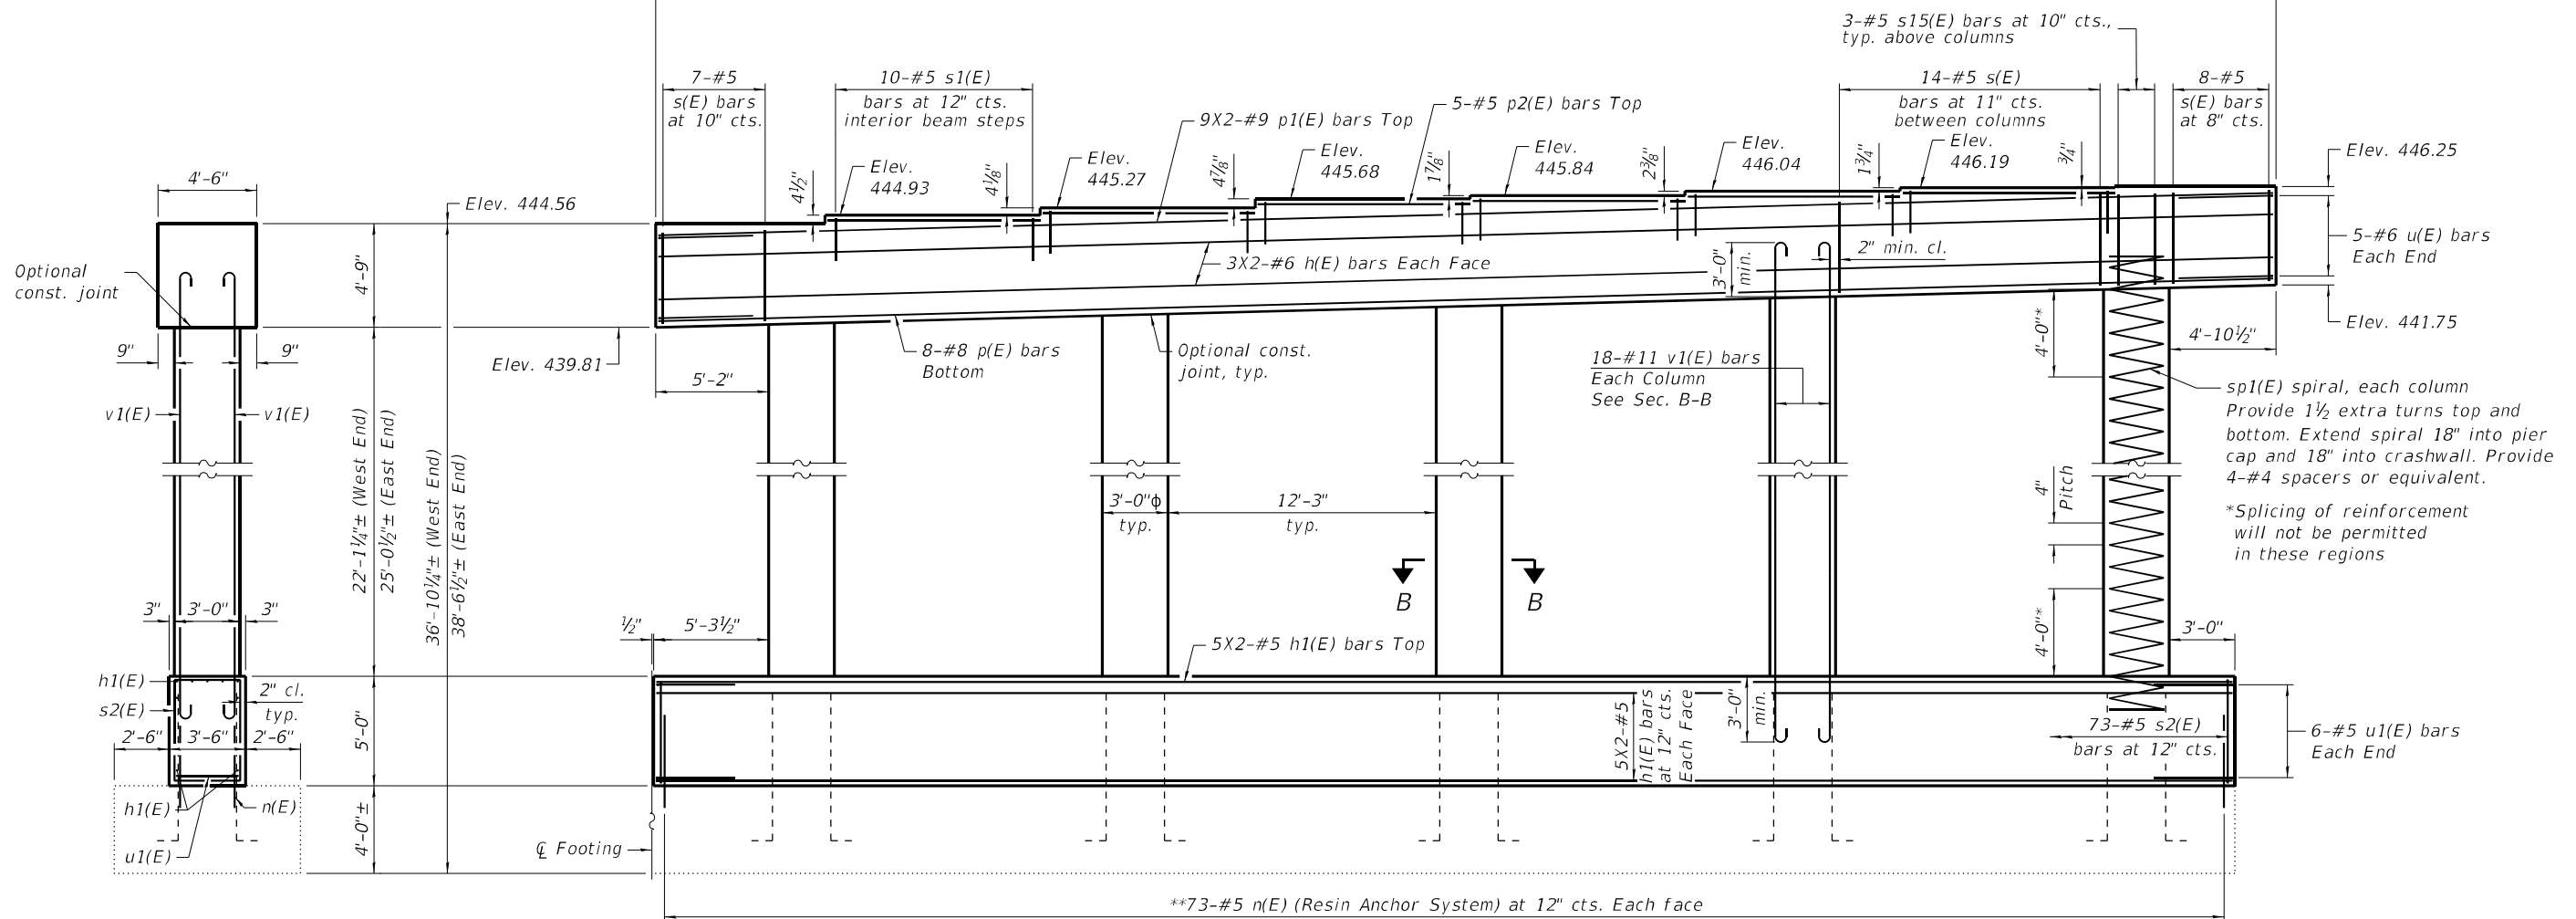 3-#5 s15(E) bars at 10" cts.,
typ. above columns
7-#5
s(E) bars
at 10" cts.
10-#5 s1(E)
bars at 12" cts.
interior beam steps
9X2-#9 p1(E) bars Top
5-#5 p2(E) bars Top
14-#5 s(E)
bars at 11" cts.
between columns
8-#5
s(E) bars
at 8" cts.
4½"
Elev.
444.93
4⅛"
Elev.
445.27
4⅞"
Elev.
445.68
1⅞"
Elev.
445.84
2⅜"
Elev.
446.04
1¾"
Elev.
446.19
¾"
Elev. 446.25
4'-6"
Elev. 444.56
Optional
const. joint
4'-9"
3X2-#6 h(E) bars Each Face
3'-0"
min.
2" min. cl.
5-#6 u(E) bars
Each End
Elev. 441.75
9"
9"
Elev. 439.81
8-#8 p(E) bars
Bottom
Optional const.
joint, typ.
5'-2"
18-#11 v1(E) bars
Each Column
See Sec. B-B
4'-0"*
4'-10½"
v1(E)
v1(E)
22'-1¼"± (West End)
25'-0½"± (East End)
36'-10¼"± (West End)
38'-6½"± (East End)
sp1(E) spiral, each column
Provide 1½ extra turns top and
bottom. Extend spiral 18" into pier
cap and 18" into crashwall. Provide
4-#4 spacers or equivalent.
*Splicing of reinforcement
will not be permitted
in these regions
3'-0"ϕ
typ.
12'-3"
typ.
4"
Pitch
B
B
3"
3'-0"
3"
½"
5'-3½"
5X2-#5 h1(E) bars Top
4'-0"*
3'-0"
h1(E)
s2(E)
2" cl.
typ.
2'-6"
3'-6"
2'-6"
5'-0"
5X2-#5
h1(E) bars
at 12" cts.
Each Face
3'-0"
min.
73-#5 s2(E)
bars at 12" cts.
6-#5 u1(E) bars
Each End
h1(E)
n(E)
u1(E)
4'-0"±
℄ Footing
**73-#5 n(E) (Resin Anchor System) at 12" cts. Each face